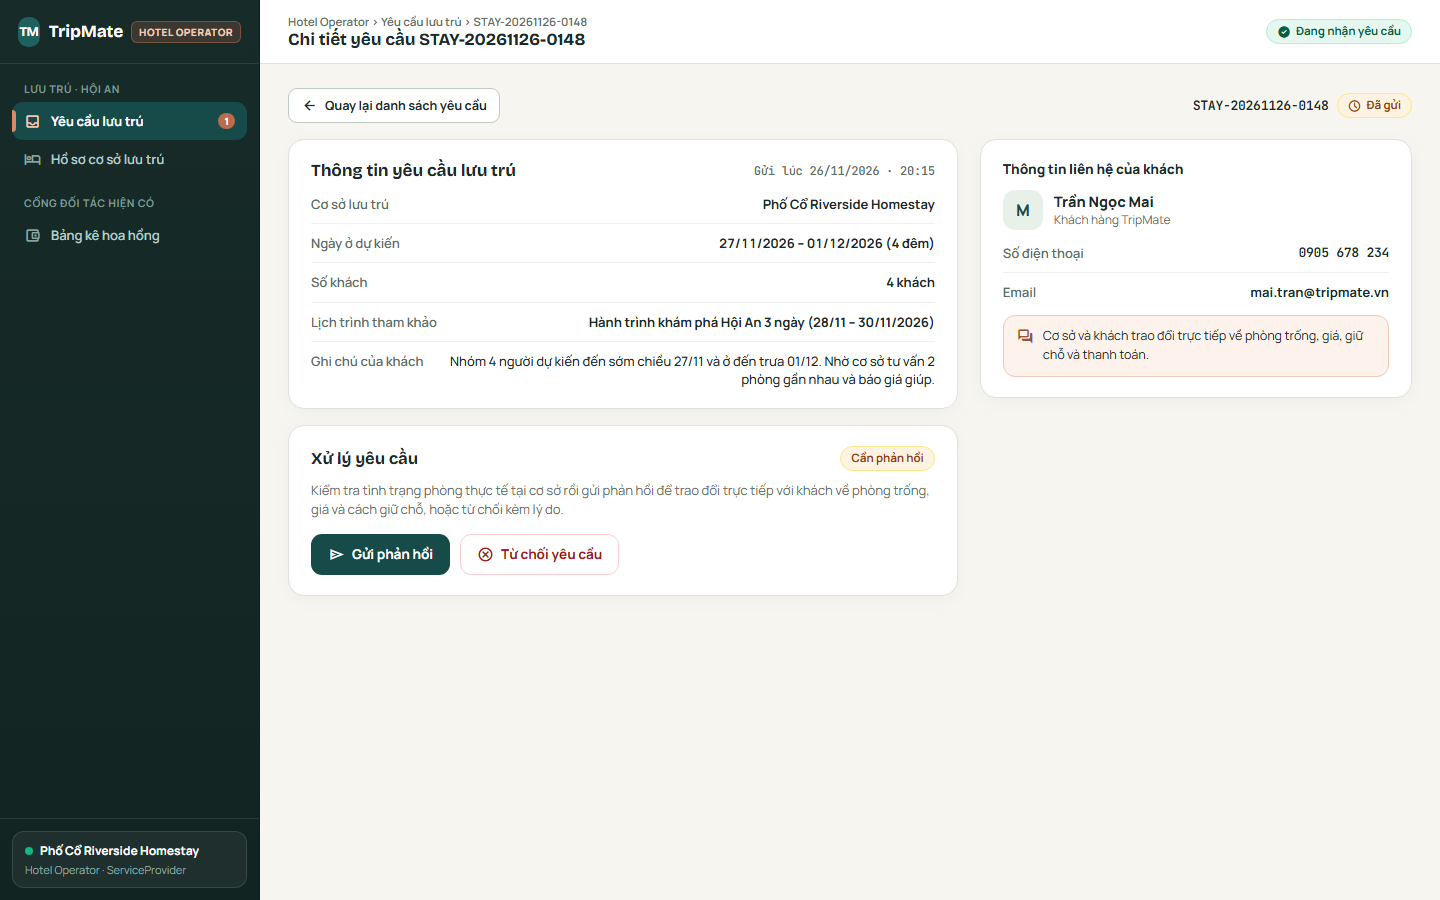 TM TripMate HOTEL OPERATOR
LƯU TRÚ · HỘI AN
Yêu cầu lưu trú 1
Hồ sơ cơ sở lưu trú
CỔNG ĐỐI TÁC HIỆN CÓ
Bảng kê hoa hồng
Phố Cổ Riverside Homestay
Hotel Operator · ServiceProvider
Hotel Operator › Yêu cầu lưu trú › STAY-20261126-0148
Chi tiết yêu cầu STAY-20261126-0148
Đang nhận yêu cầu
Quay lại danh sách yêu cầu
STAY-20261126-0148 Đã gửi
Thông tin yêu cầu lưu trú
Gửi lúc 26/11/2026 · 20:15
Cơ sở lưu trú Phố Cổ Riverside Homestay
Ngày ở dự kiến 27/11/2026 – 01/12/2026 (4 đêm)
Số khách 4 khách
Lịch trình tham khảo Hành trình khám phá Hội An 3 ngày (28/11 – 30/11/2026)
Ghi chú của khách Nhóm 4 người dự kiến đến sớm chiều 27/11 và ở đến trưa 01/12. Nhờ cơ sở tư vấn 2
phòng gần nhau và báo giá giúp.
Xử lý yêu cầu
Cần phản hồi
Kiểm tra tình trạng phòng thực tế tại cơ sở rồi gửi phản hồi để trao đổi trực tiếp với khách về phòng trống,
giá và cách giữ chỗ, hoặc từ chối kèm lý do.
Gửi phản hồi Từ chối yêu cầu
Thông tin liên hệ của khách
M
Trần Ngọc Mai
Khách hàng TripMate
Số điện thoại 0905 678 234
Email mai.tran@tripmate.vn
Cơ sở và khách trao đổi trực tiếp về phòng trống, giá, giữ
chỗ và thanh toán.